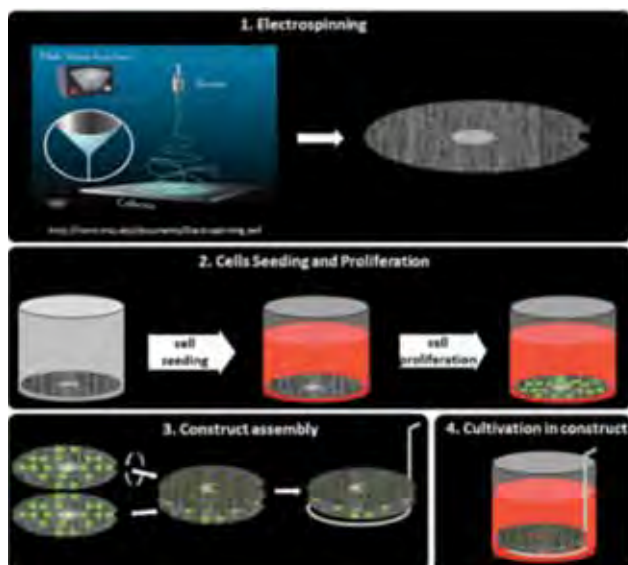 1. Electrospinning
Collector
2. Cells Seeding and Proliferation
cell
seeding
cell
proliferation
3. Construct assembly
4. Cultivation in construct